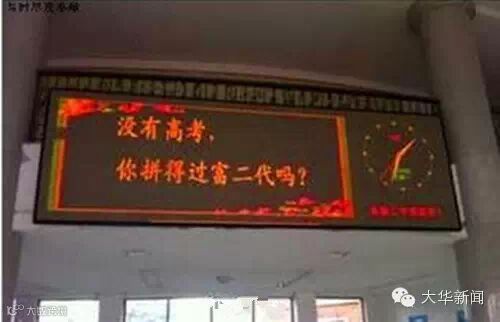 没有高考,
你拼得过富二代吗?
大华新闻